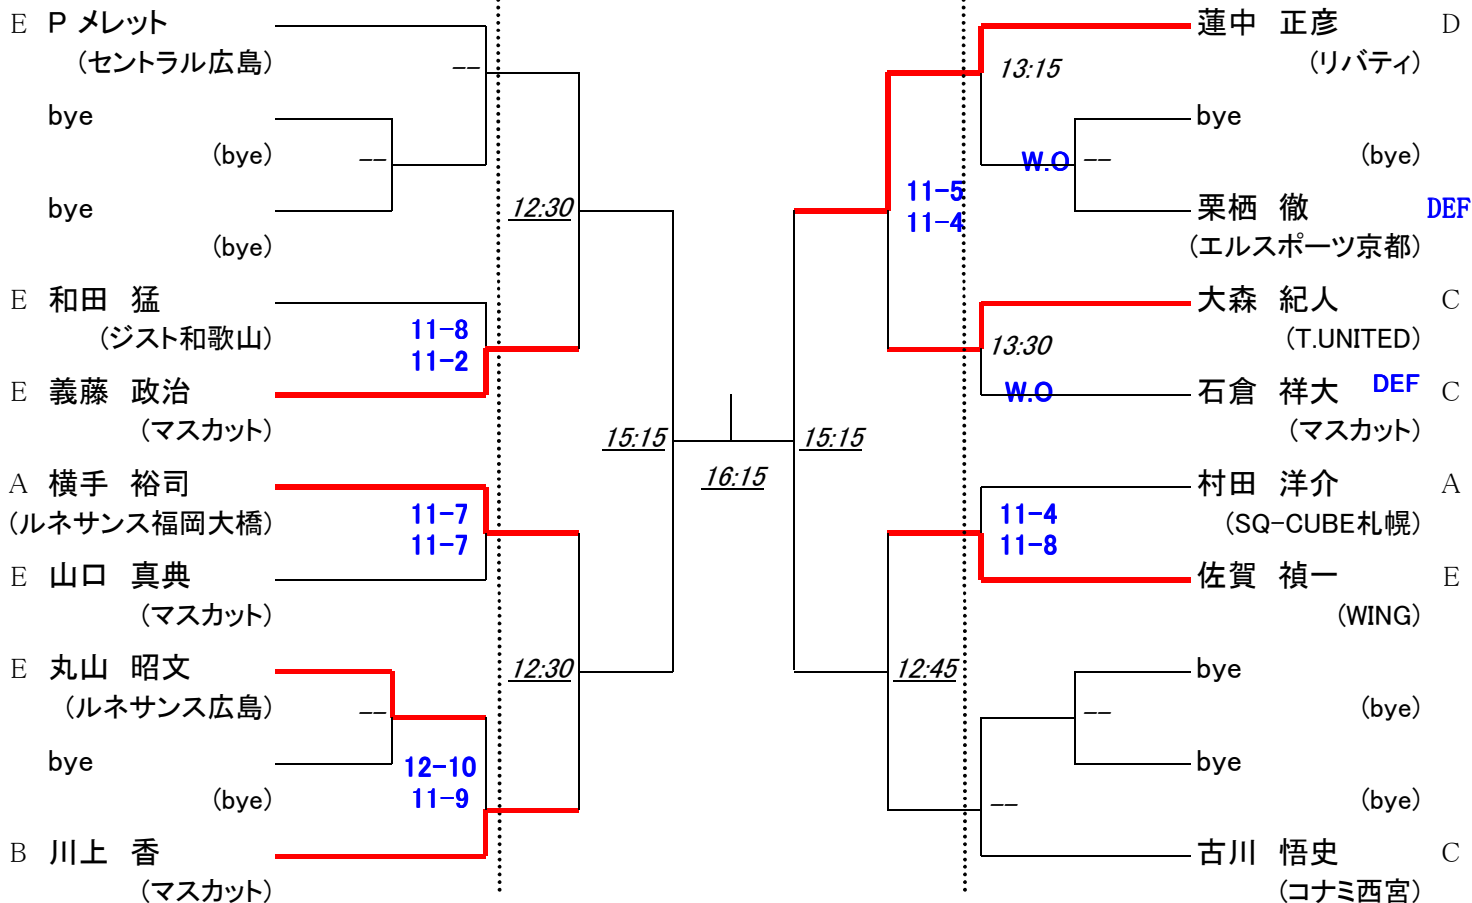 E P メレット
(セントラル広島)
--
bye
(bye)
--
bye
(bye)
12:30
E 和田 猛
(ジスト和歌山)
11-8
11-2
E 義藤 政治
(マスカット)
15:15
A 横手 裕司
(ルネサンス福岡大橋)
11-7
11-7
E 山口 真典
(マスカット)
E 丸山 昭文
(ルネサンス広島)
--
12:30
bye
(bye)
12-10
11-9
B 川上 香
(マスカット)
16:15
蓮中 正彦 D
(リバティ)
13:15
bye
(bye)
W.O --
11-5
11-4
栗栖 徹 DEF
(エルスポーツ京都)
大森 紀人 C
(T.UNITED)
13:30
石倉 祥大 DEF C
W.O
(マスカット)
15:15
村田 洋介 A
(SQ-CUBE札幌)
11-4
11-8
佐賀 禎一 E
(WING)
12:45
bye
(bye)
--
bye
(bye)
--
古川 悟史 C
(コナミ西宮)